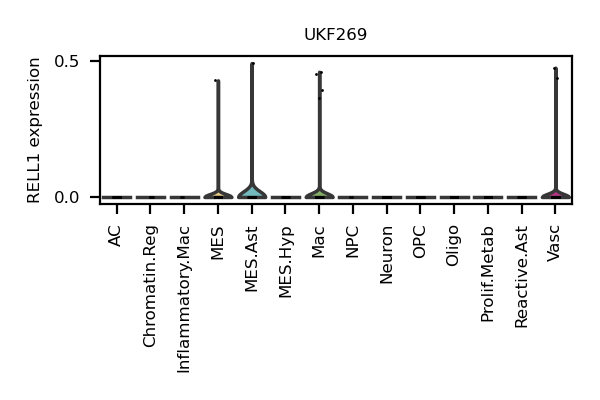 UKF269
RELL1 expression
0.5
0.0
AC
Chromatin.Reg
Inflammatory.Mac
MES
MES.Ast
MES.Hyp
Mac
NPC
Neuron
OPC
Oligo
Prolif.Metab
Reactive.Ast
Vasc